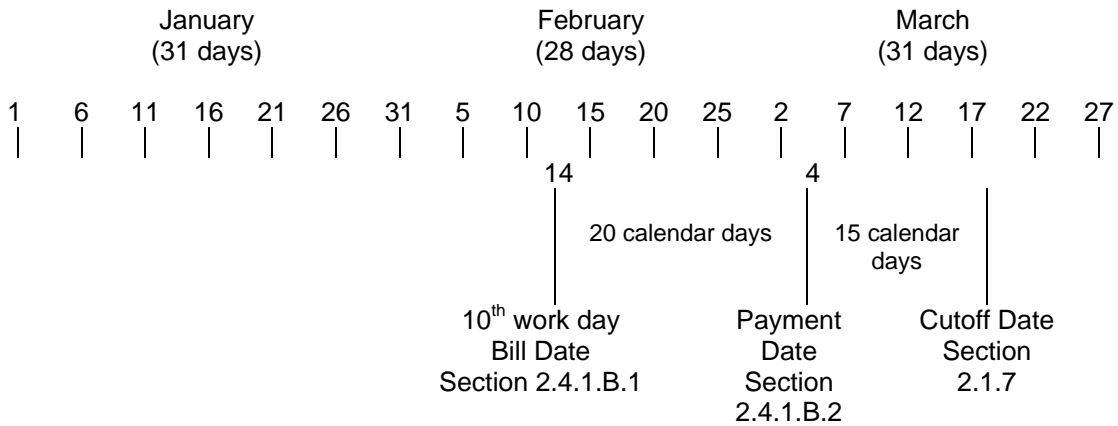 January February March
(31 days) (28 days) (31 days)
1 6 11 16 21 26 31 5 10 15 20 25 2 7 12 17 22 27
14 4
20 calendar days
15 calendar
days
10th work day
Bill Date
Section 2.4.1.B.1
Payment
Date
Section
2.4.1.B.2
Cutoff Date
Section
2.1.7